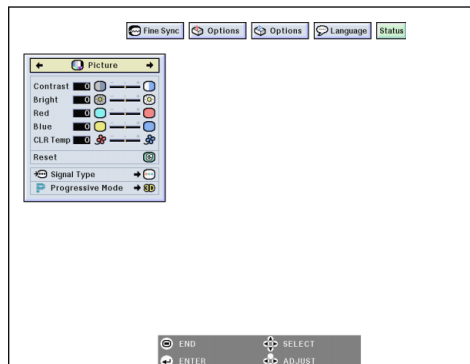 Fine Sync Options Options Language Status
Picture
Contrast 0
Bright 0
Red 0
Blue 0
CLR Temp 0
Reset
Signal Type
P Progressive Mode 3D
END SELECT
ENTER ADJUST